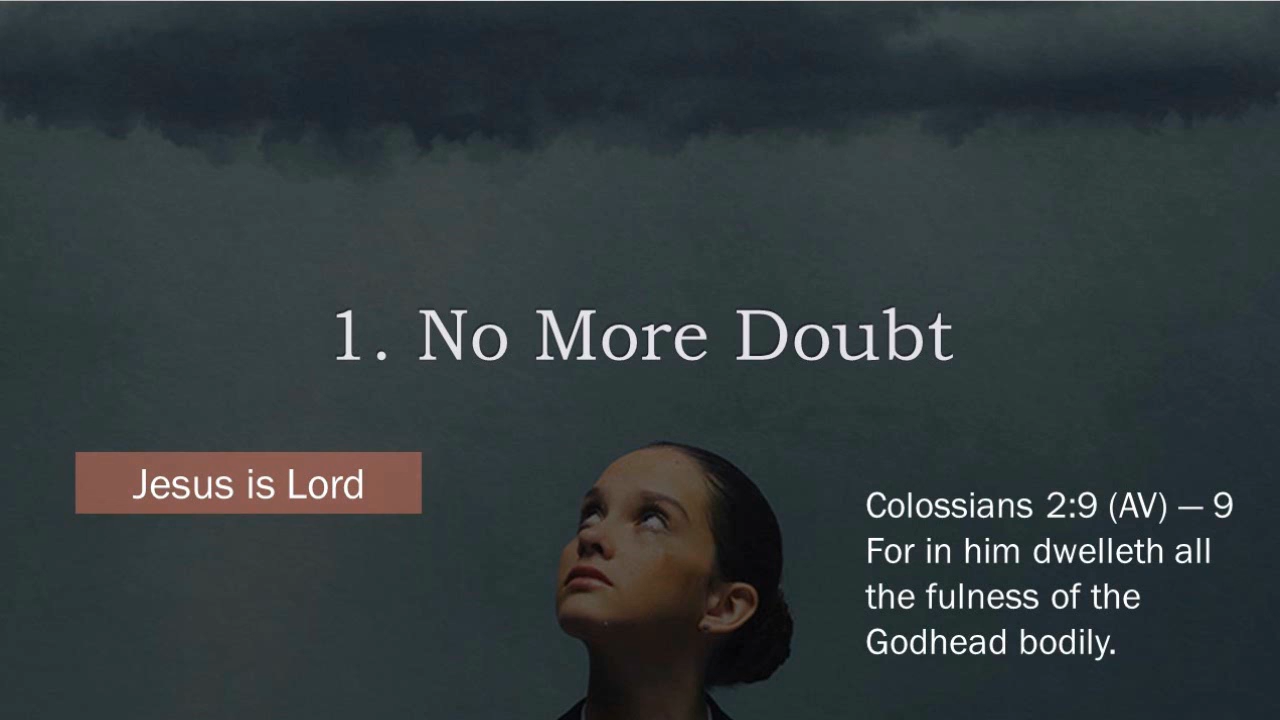 1. No More Doubt
Jesus is Lord
Colossians 2:9 (AV) — 9
For in him dwelleth all
the fulness of the
Godhead bodily.